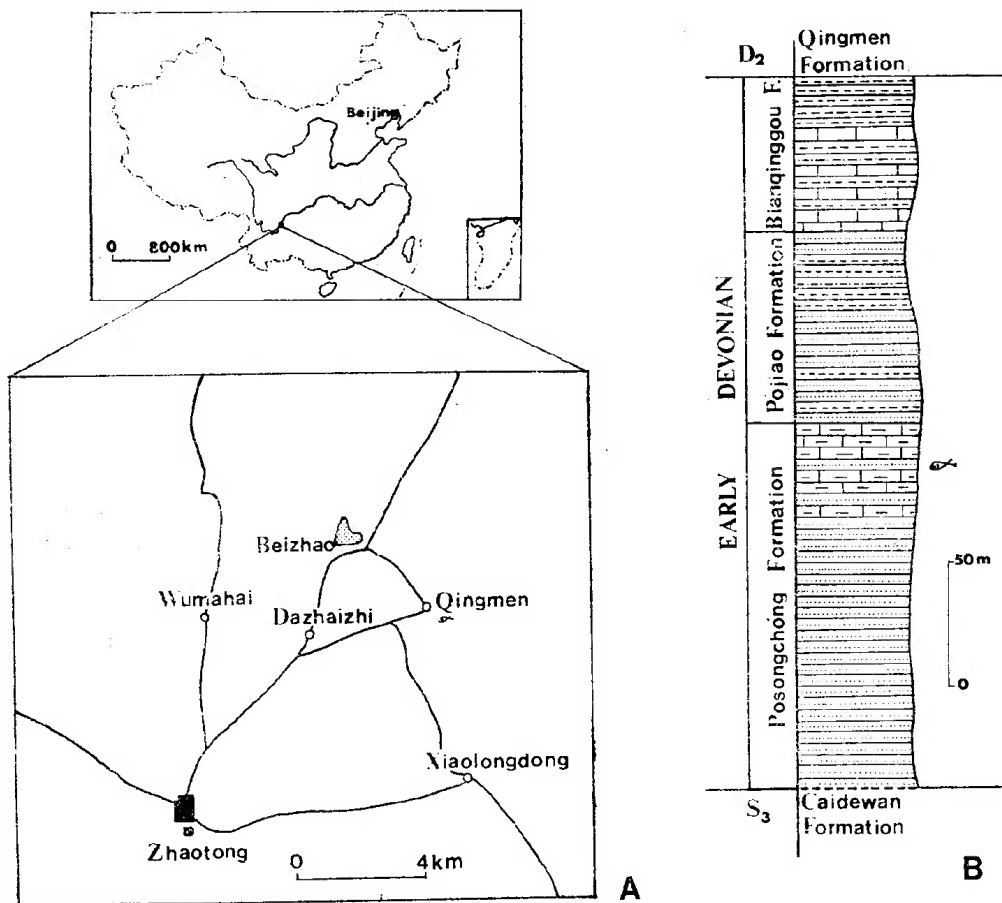 Beijing
0 800km
Beizhao
Wumahai
Dazhaizhi
Qingmen
Xiaolongdong
Zhaotong
0 4km
A
D2
Qingmen
Formation
EARLY DEVONIAN
Bianqinggou F.
Pojiao Formation
Posongchong Formation
50m
0
S3
Caidewan
Formation
B